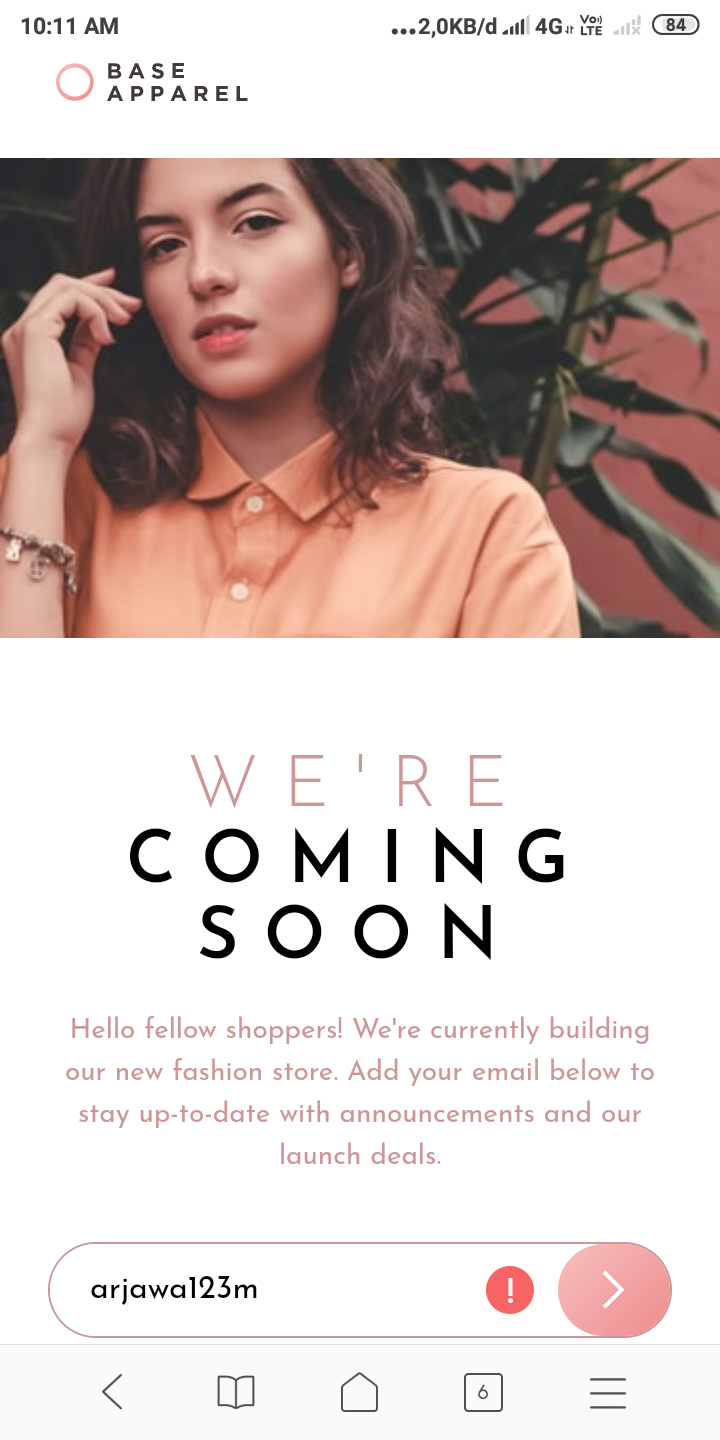 10:11 AM
...2,0KB/d 4G Vo) LTE 84
BASE
APPAREL
WE'RE
COMING
SOON
Hello fellow shoppers! We're currently building
our new fashion store. Add your email below to
stay up-to-date with announcements and our
launch deals.
arjawa123m !
6